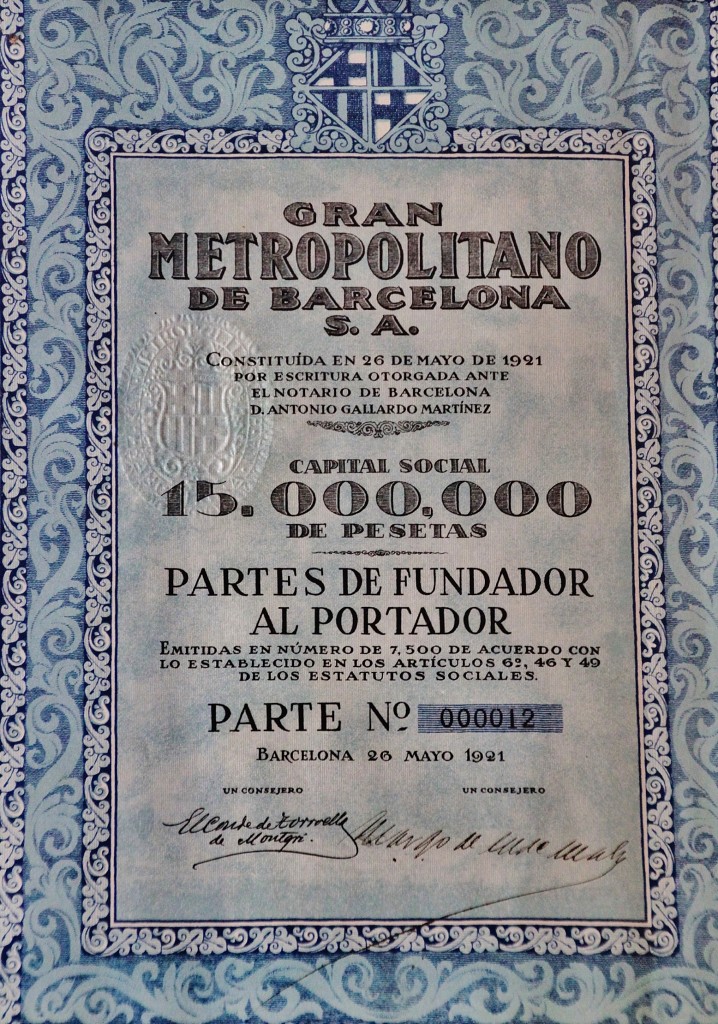 GRAN
METROPOLITANO
DE BARCELONA
S. A.
CONSTITUÍDA EN 26 DE MAYO DE 1921
POR ESCRITURA OTORGADA ANTE
EL NOTARIO DE BARCELONA
D. ANTONIO GALLARDO MARTÍNEZ
CAPITAL SOCIAL
15.000,000
DE PESETAS
PARTES DE FUNDADOR
AL PORTADOR
EMITIDAS EN NÚMERO DE 7,500 DE ACUERDO CON
LO ESTABLECIDO EN LOS ARTÍCULOS 6º, 46 Y 49
DE LOS ESTATUTOS SOCIALES.
PARTE Nº 000012
BARCELONA 26 MAYO 1921
UN CONSEJERO UN CONSEJERO
El Conde de Torroella
de Montgrí.